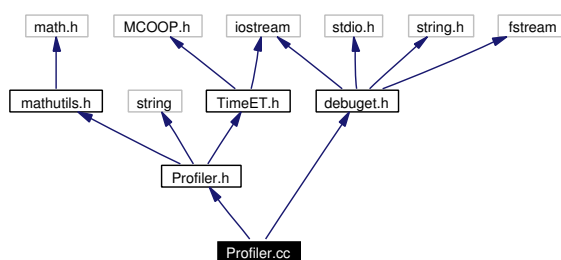 math.h MCOOP.h iostream stdio.h string.h fstream
mathutils.h string TimeET.h debuget.h
Profiler.h
Profiler.cc